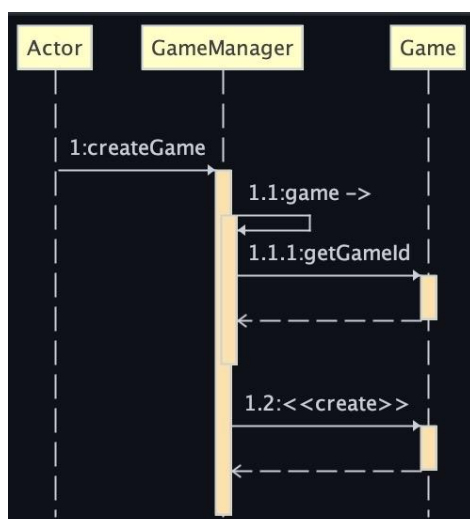 Actor
GameManager
Game
1:createGame
1.1:game ->
1.1.1:getGameId
1.2:<<create>>